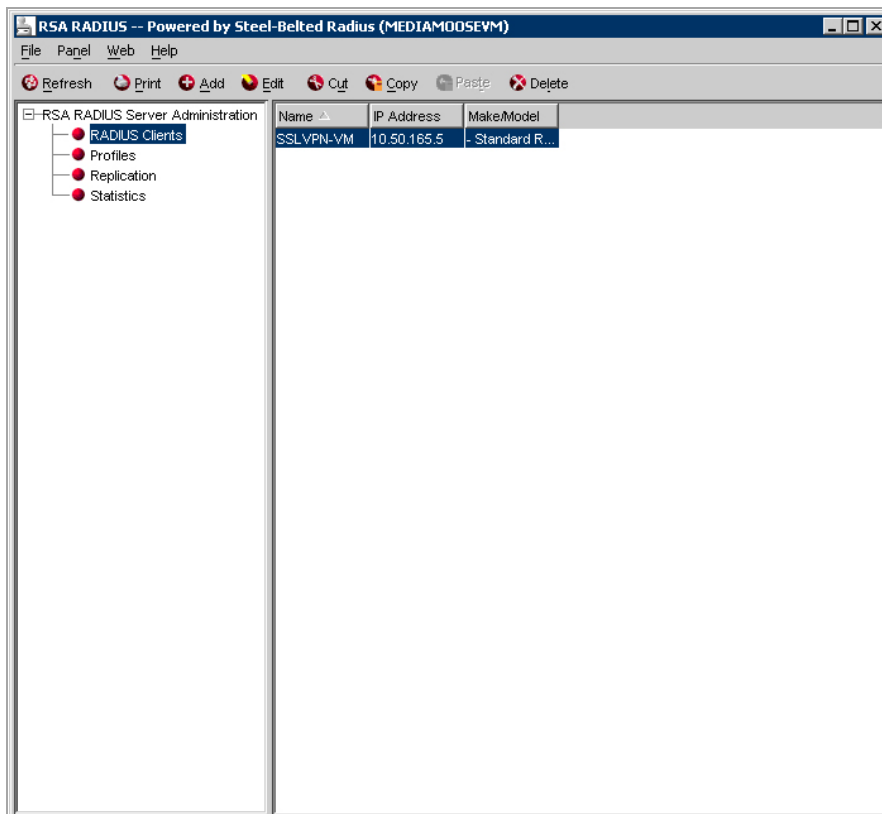 RSA RADIUS -- Powered by Steel-Belted Radius (MEDIAMOOSEVM)
File Panel Web Help
Refresh Print Add Edit Cut Copy Paste Delete
RSA RADIUS Server Administration
RADIUS Clients
Profiles
Replication
Statistics
Name IP Address Make/Model
SSLVPN-VM 10.50.165.5 - Standard R...